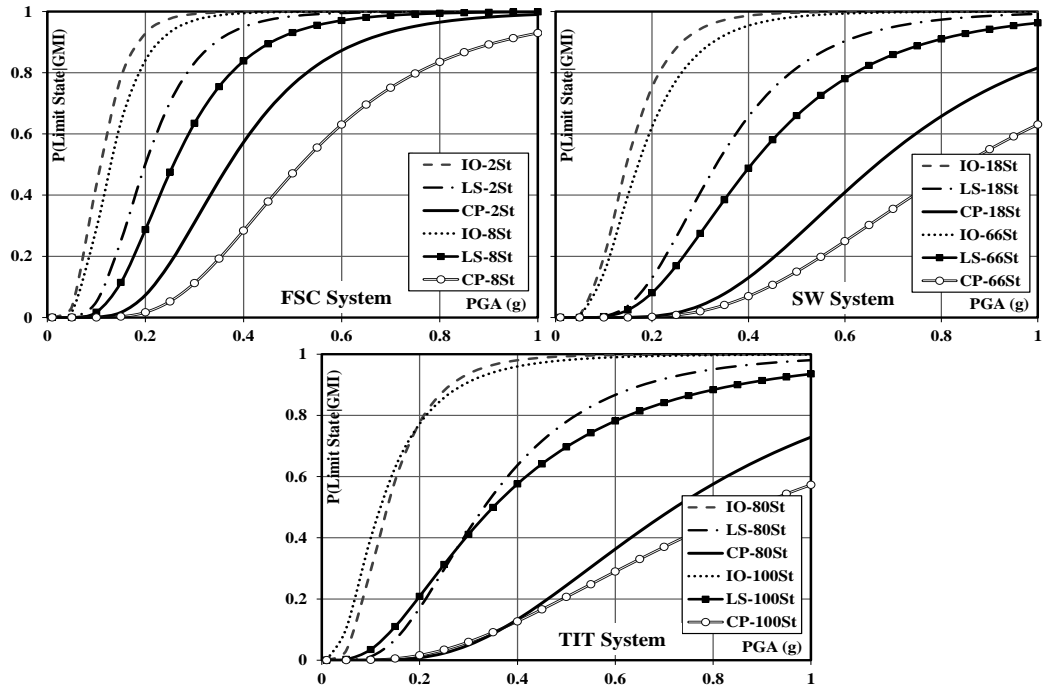 P(Limit State|GMI)
1
0.8
0.6
0.4
0.2
0
0
0.2
0.4
0.6
0.8
1
IO-2St
LS-2St
CP-2St
IO-8St
LS-8St
CP-8St
FSC System
PGA (g)
P(Limit State|GMI)
1
0.8
0.6
0.4
0.2
0
0
0.2
0.4
0.6
0.8
1
IO-18St
LS-18St
CP-18St
IO-66St
LS-66St
CP-66St
SW System
PGA (g)
P(Limit State|GMI)
1
0.8
0.6
0.4
0.2
0
0
0.2
0.4
0.6
0.8
1
IO-80St
LS-80St
CP-80St
IO-100St
LS-100St
CP-100St
TIT System
PGA (g)